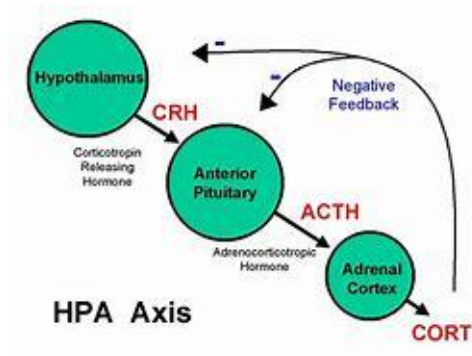 -
Hypothalamus
-
Negative
Feedback
CRH
Corticotropin
Releasing
Hormone
Anterior
Pituitary
ACTH
Adrenocorticotropic
Hormone
Adrenal
Cortex
HPA Axis
CORT